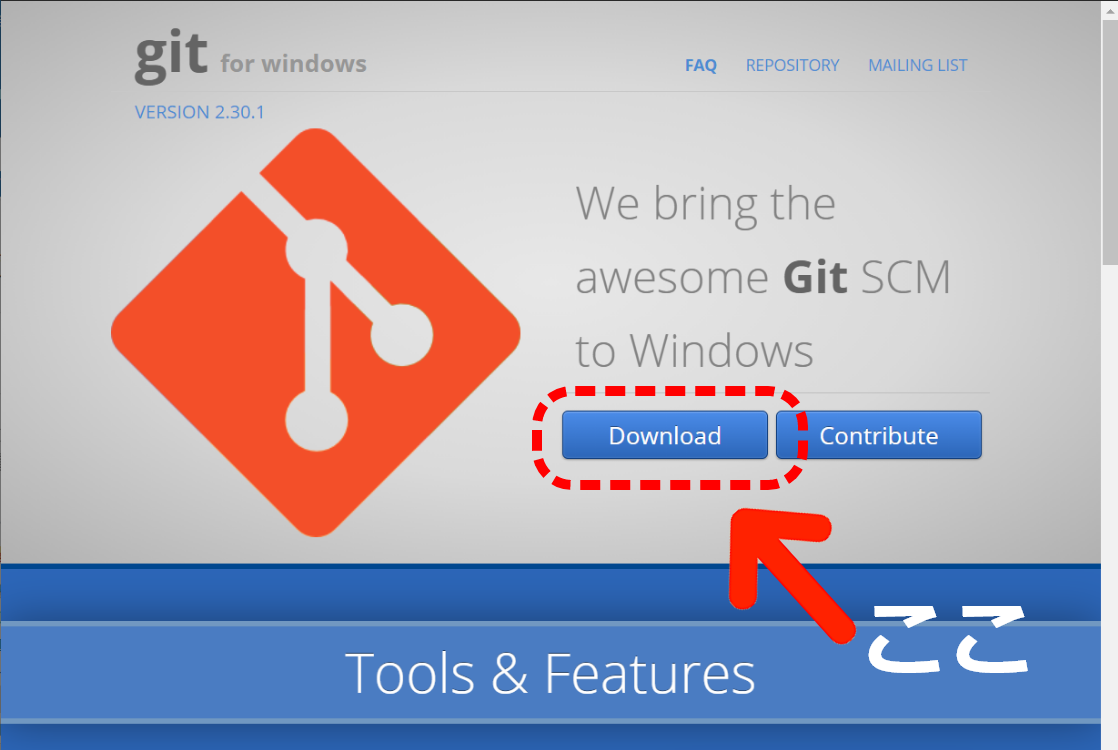 git for windows
FAQ REPOSITORY MAILING LIST
VERSION 2.30.1
We bring the
awesome Git SCM
to Windows
Download Contribute
ここ
Tools & Features